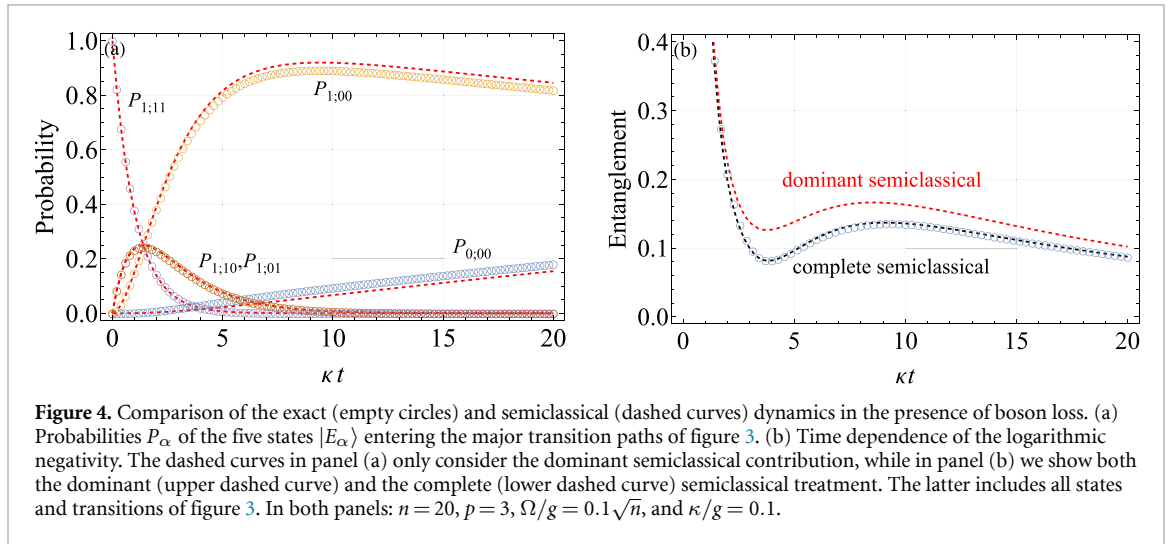 (a)
1.0
0.8
0.6
0.4
0.2
0.0
Probability
P1;11
P1;00
P1;10,P1;01
P0;00
0 5 10 15 20
κt
(b)
0.4
0.3
0.2
0.1
0.0
Entanglement
dominant semiclassical
complete semiclassical
0 5 10 15 20
κt
Figure 4. Comparison of the exact (empty circles) and semiclassical (dashed curves) dynamics in the presence of boson loss. (a)
Probabilities Pα of the five states |Eα⟩ entering the major transition paths of figure 3. (b) Time dependence of the logarithmic
negativity. The dashed curves in panel (a) only consider the dominant semiclassical contribution, while in panel (b) we show both
the dominant (upper dashed curve) and the complete (lower dashed curve) semiclassical treatment. The latter includes all states
and transitions of figure 3. In both panels: n = 20, p = 3, Ω/g = 0.1√n, and κ/g = 0.1.